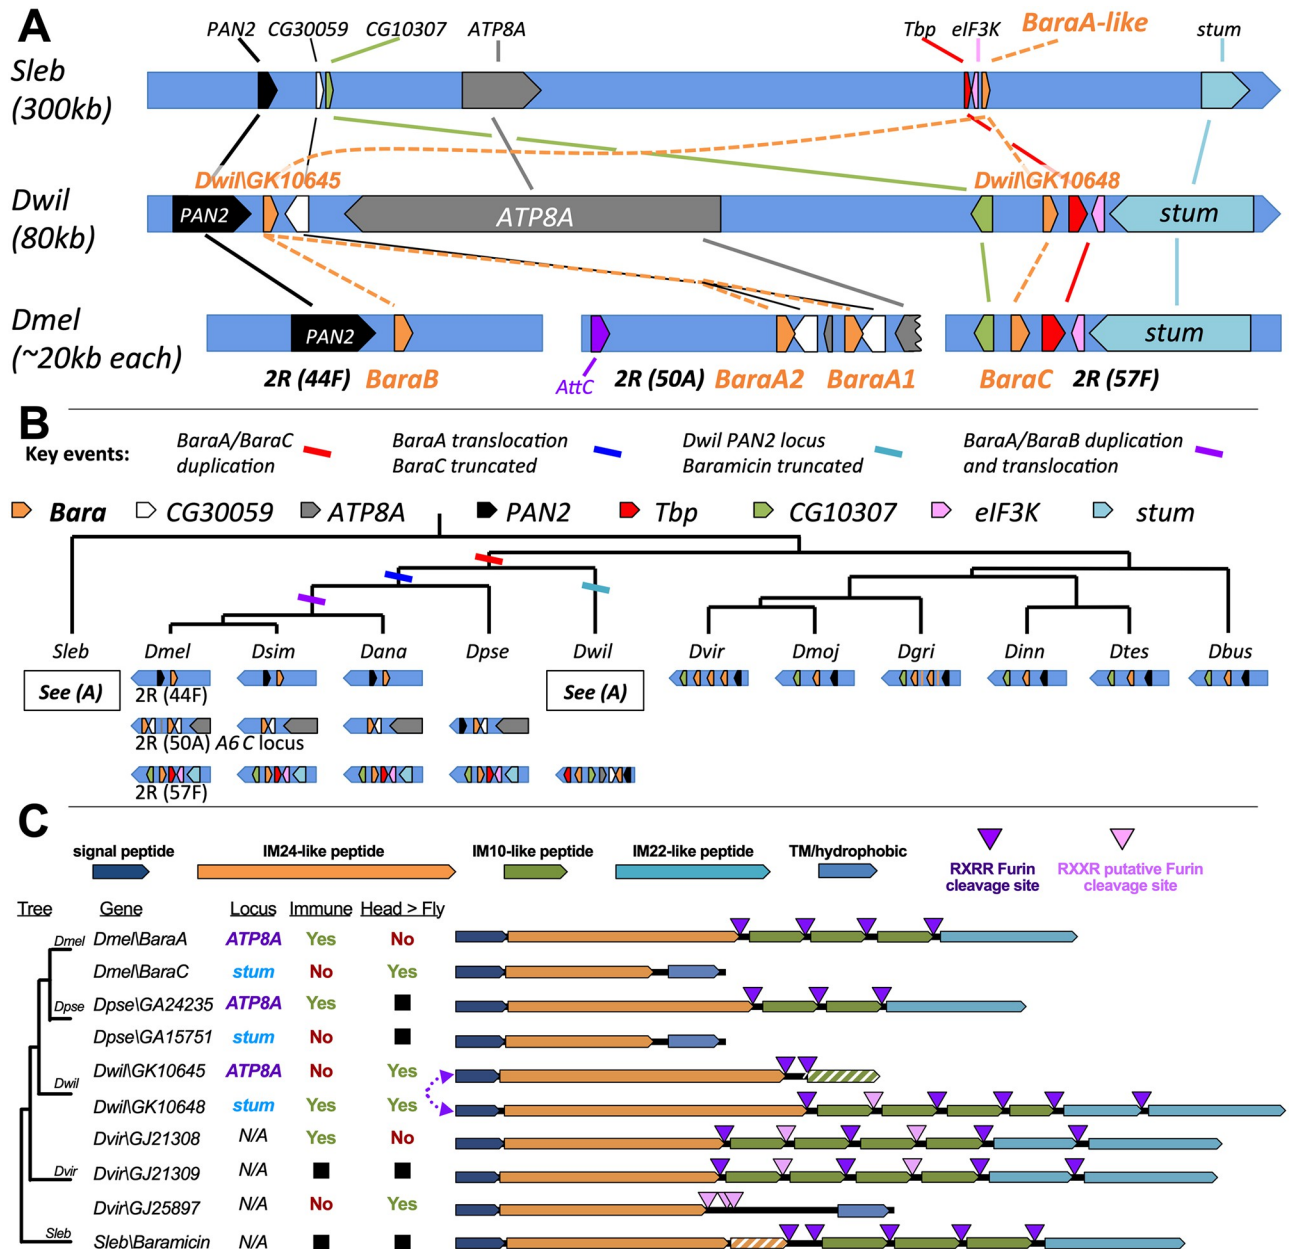 A
PAN2 CG30059 CG10307 ATP8A Tbp eIF3K BaraA-like stum
Sleb
(300kb)
Dwil\GK10645 Dwil\GK10648
Dwil
(80kb)
PAN2 ATP8A stum
Dmel
(~20kb each)
PAN2 stum
2R (44F) BaraB AttC 2R (50A) BaraA2 BaraA1 BaraC 2R (57F)
B
Key events:
BaraA/BaraC
duplication
BaraA translocation
BaraC truncated
Dwil PAN2 locus
Baramicin truncated
BaraA/BaraB duplication
and translocation
Bara CG30059 ATP8A PAN2 Tbp CG10307 eIF3K stum
Sleb Dmel Dsim Dana Dpse Dwil Dvir Dmoj Dgri Dinn Dtes Dbus
See (A) See (A)
2R (44F)
2R (50A) A6C locus
2R (57F)
C
signal peptide IM24-like peptide IM10-like peptide IM22-like peptide TM/hydrophobic
RXRR Furin
cleavage site
RXXR putative Furin
cleavage site
Tree Gene Locus Immune Head > Fly
Dmel Dmel\BaraA ATP8A Yes No
Dmel\BaraC stum No Yes
Dpse Dpse\GA24235 ATP8A Yes
Dpse\GA15751 stum No
Dwil Dwil\GK10645 ATP8A No Yes
Dwil\GK10648 stum Yes Yes
Dvir\GJ21308 N/A Yes No
Dvir Dvir\GJ21309 N/A
Dvir\GJ25897 N/A No Yes
Sleb Sleb\Baramicin N/A